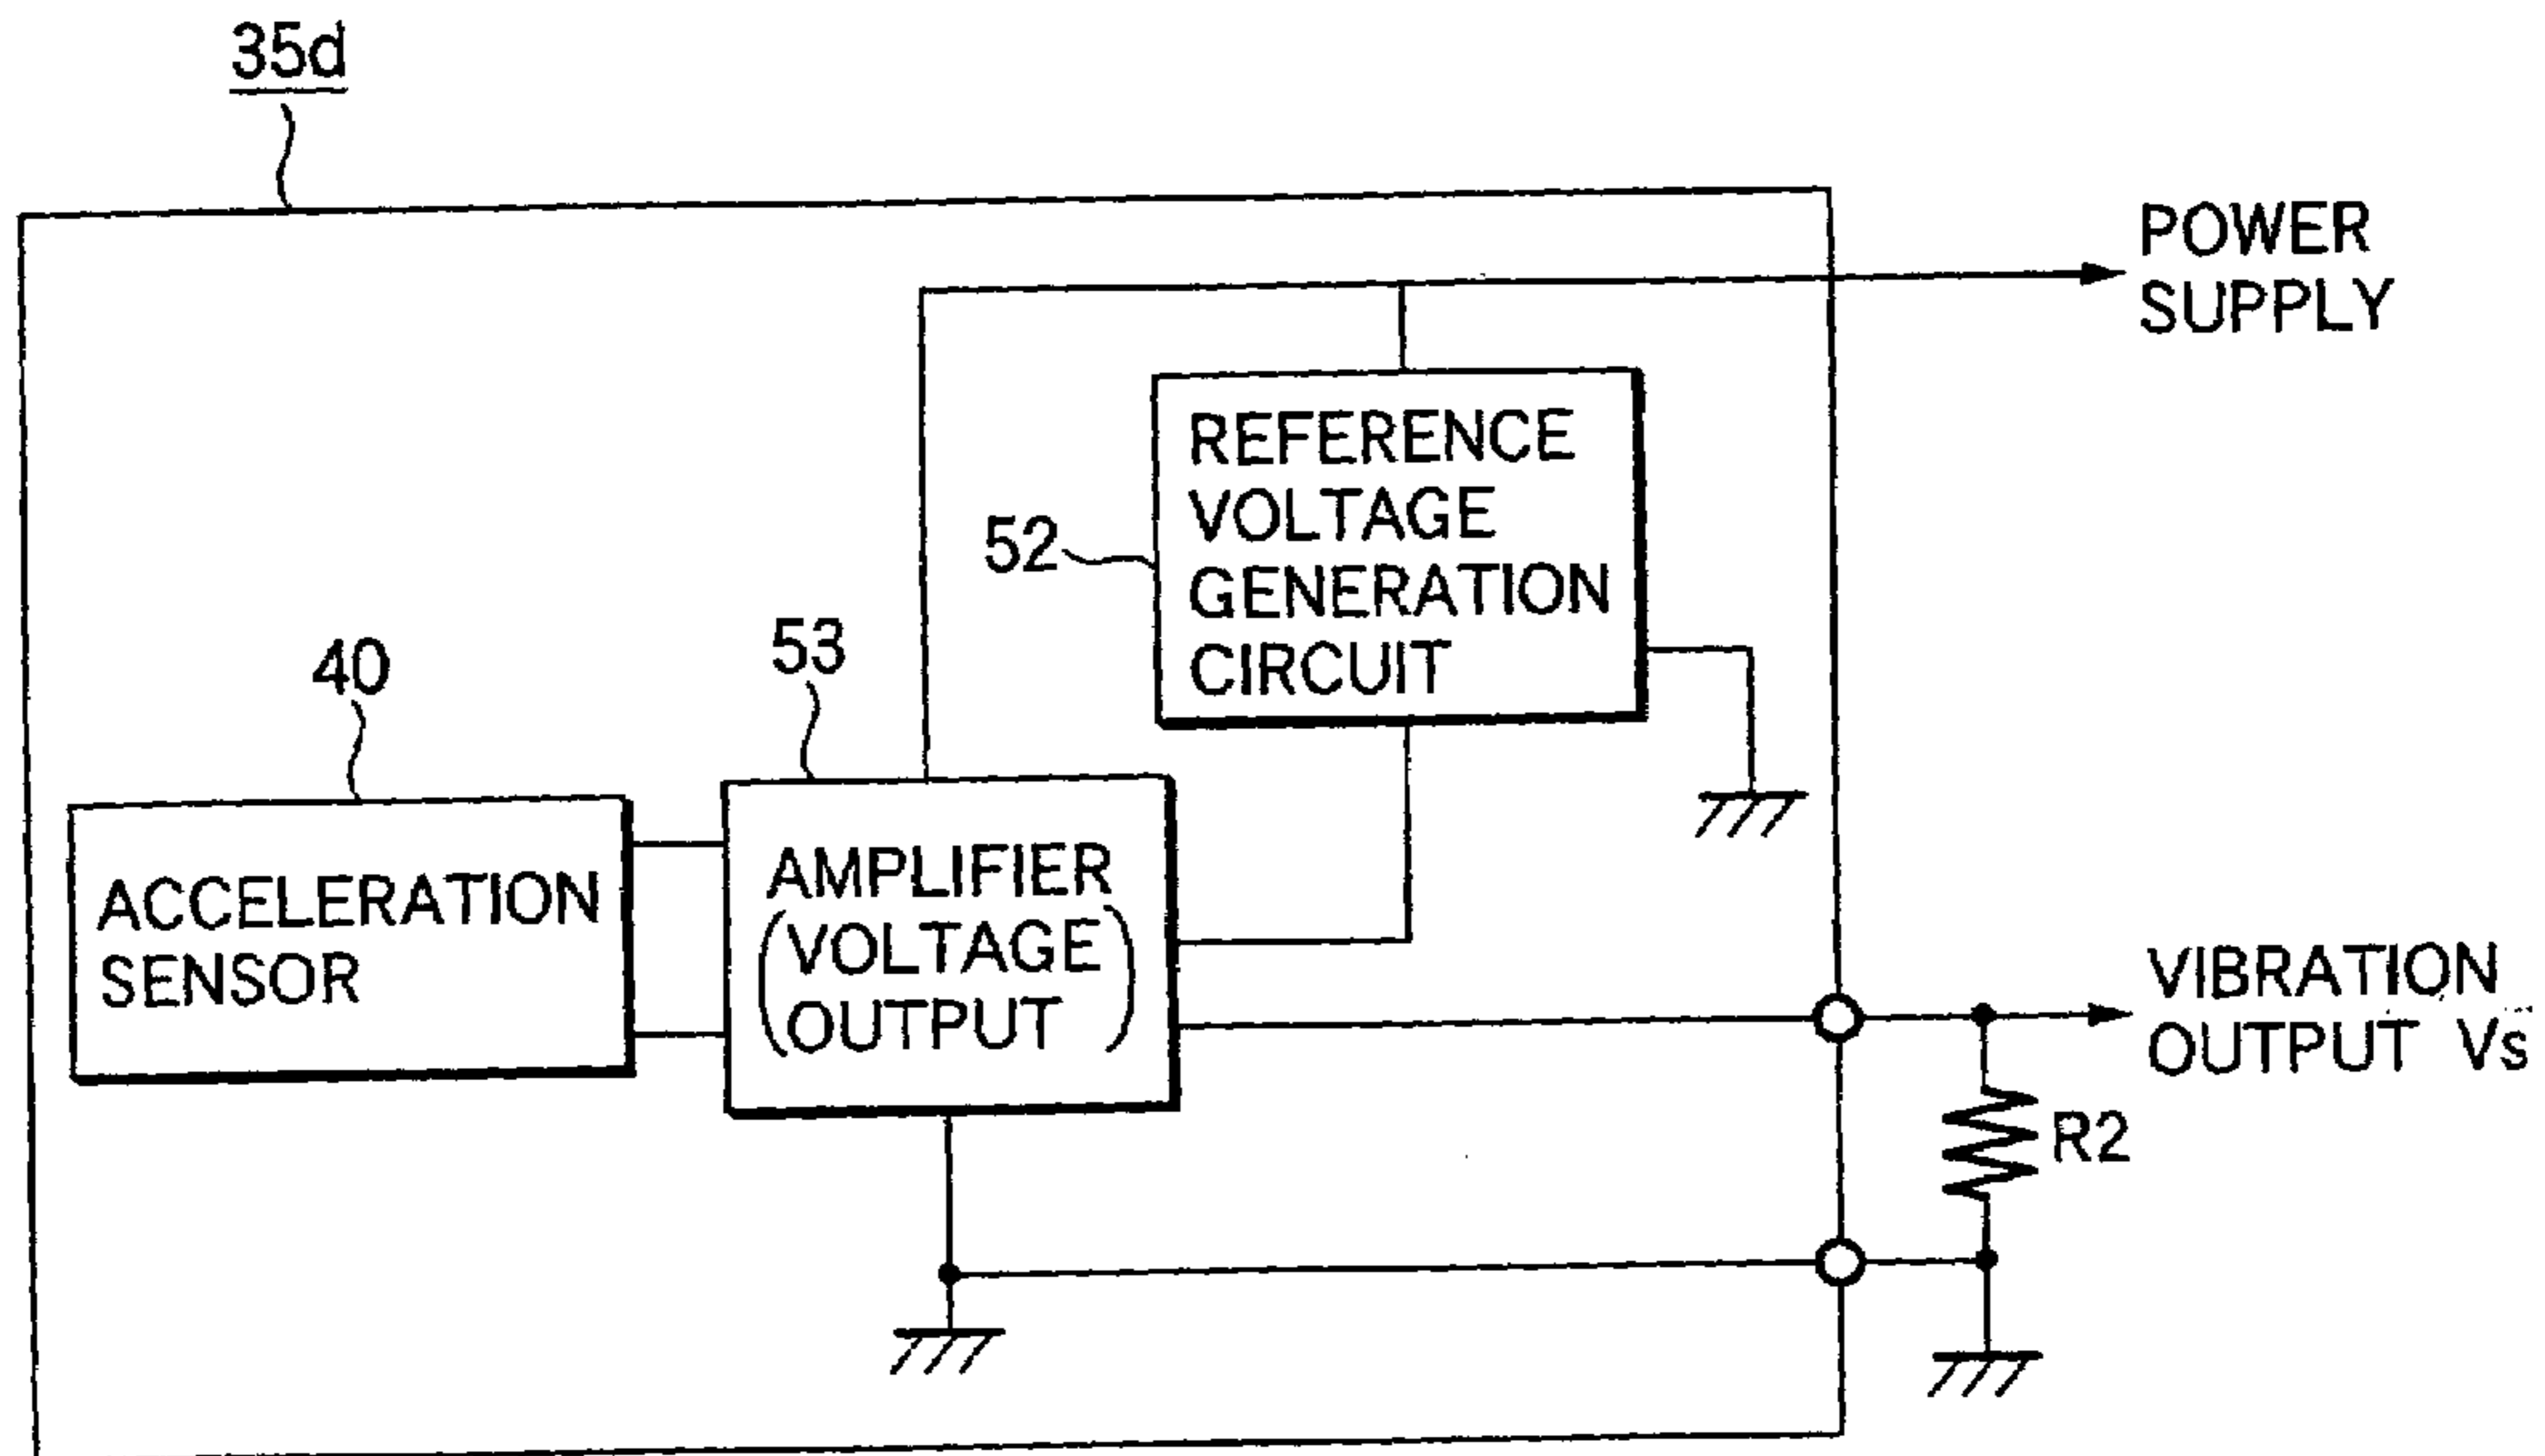 35d
POWER
SUPPLY
REFERENCE
VOLTAGE
GENERATION
CIRCUIT
52
53
40
ACCELERATION
SENSOR
AMPLIFIER
(VOLTAGE
OUTPUT)
VIBRATION
OUTPUT Vs
R2